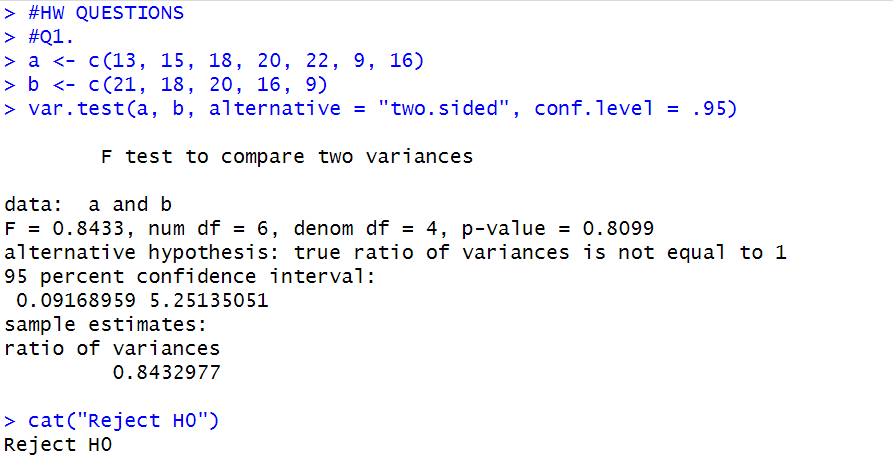 > #HW QUESTIONS
> #Q1.
> a <- c(13, 15, 18, 20, 22, 9, 16)
> b <- c(21, 18, 20, 16, 9)
> var.test(a, b, alternative = "two.sided", conf.level = .95)
F test to compare two variances
data:  a and b
F = 0.8433, num df = 6, denom df = 4, p-value = 0.8099
alternative hypothesis: true ratio of variances is not equal to 1
95 percent confidence interval:
0.09168959 5.25135051
sample estimates:
ratio of variances
0.8432977
> cat("Reject H0")
Reject H0